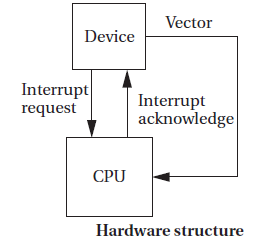 Vector
Device
Interrupt
request
Interrupt
acknowledge
CPU
Hardware structure